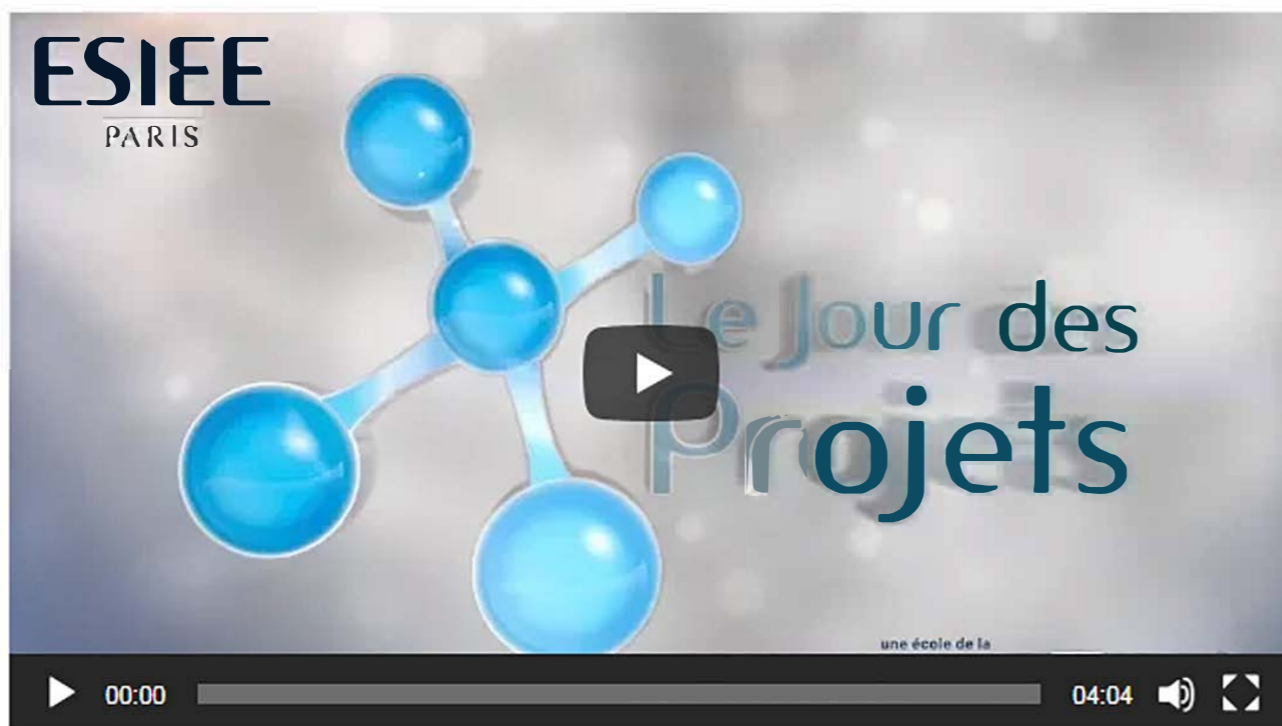 ESIEE
PARIS
Le Jour des
Projets
une école de la
00:00
04:04